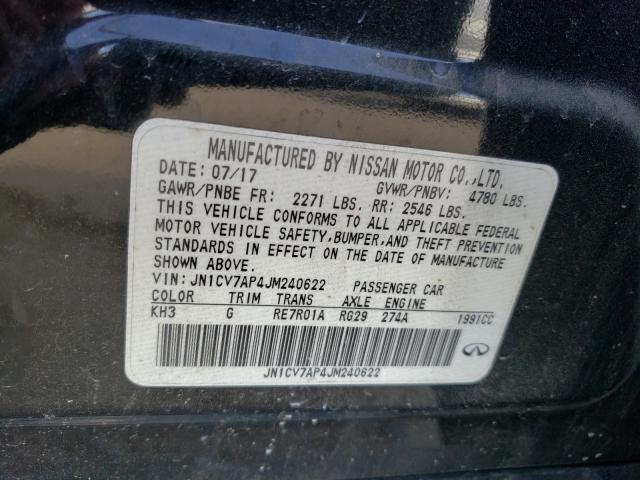 MANUFACTURED BY NISSAN MOTOR CO.,LTD.
DATE: 07/17 GVWR/PNBV: 4780 LBS.
GAWR/PNBE FR: 2271 LBS. RR: 2546 LBS.
THIS VEHICLE CONFORMS TO ALL APPLICABLE FEDERAL
MOTOR VEHICLE SAFETY, BUMPER, AND THEFT PREVENTION
STANDARDS IN EFFECT ON THE DATE OF MANUFACTURE
SHOWN ABOVE.
VIN: JN1CV7AP4JM240622 PASSENGER CAR
COLOR TRIM TRANS AXLE ENGINE
KH3 G RE7R01A RG29 274A 1991CC
JN1CV7AP4JM240622